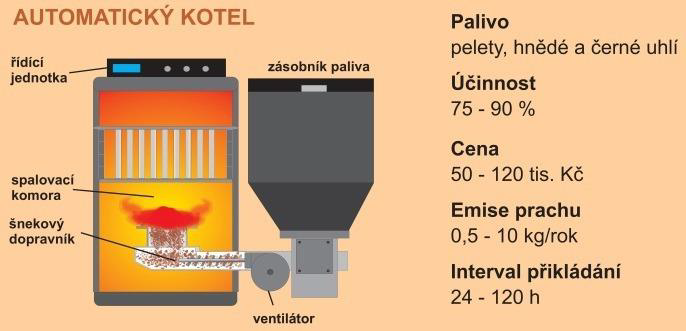 AUTOMATICKÝ KOTEL
řídící
jednotka
zásobník paliva
spalovací
komora
šnekový
dopravník
ventilátor
Palivo
pelety, hnědé a černé uhlí
Účinnost
75 - 90 %
Cena
50 - 120 tis. Kč
Emise prachu
0,5 - 10 kg/rok
Interval přikládání
24 - 120 h